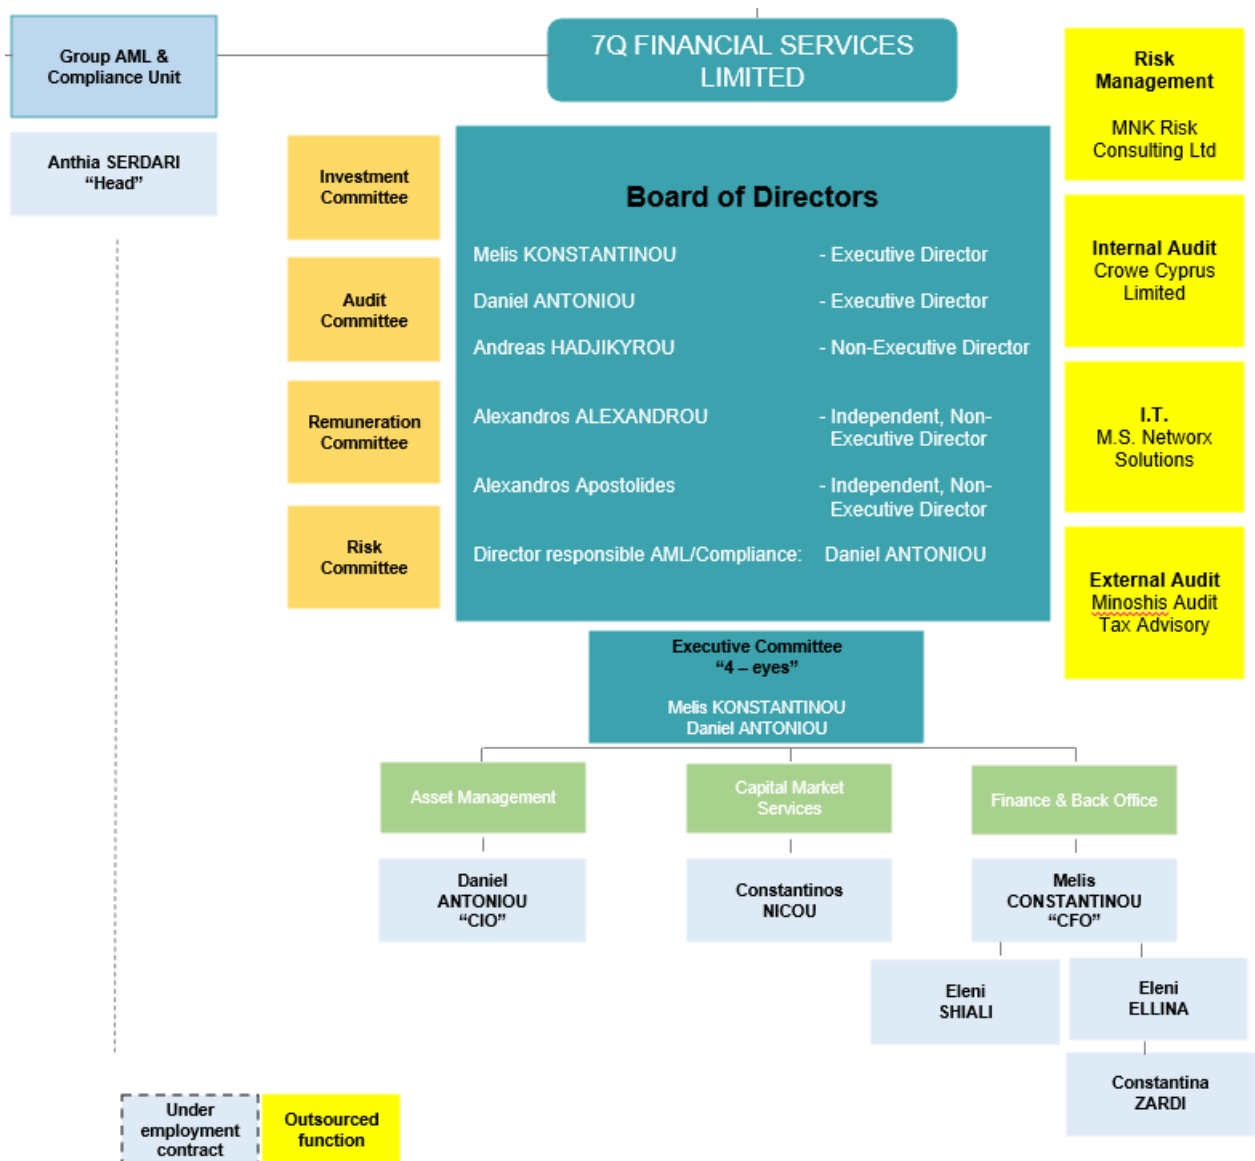 Group AML &
Compliance Unit
Anthia SERDARI
“Head”
7Q FINANCIAL SERVICES
LIMITED
Investment
Committee
Audit
Committee
Remuneration
Committee
Risk
Committee
Board of Directors
Melis KONSTANTINOU - Executive Director
Daniel ANTONIOU - Executive Director
Andreas HADJIKYROU - Non-Executive Director
Alexandros ALEXANDROU - Independent, Non-
Executive Director
Alexandros Apostolides - Independent, Non-
Executive Director
Director responsible AML/Compliance: Daniel ANTONIOU
Risk
Management
MNK Risk
Consulting Ltd
Internal Audit
Crowe Cyprus
Limited
I.T.
M.S. Networx
Solutions
External Audit
Minoshis Audit
Tax Advisory
Executive Committee
“4 – eyes”
Melis KONSTANTINOU
Daniel ANTONIOU
Asset Management
Capital Market
Services
Finance & Back Office
Daniel
ANTONIOU
“CIO”
Constantinos
NICOU
Melis
CONSTANTINOU
“CFO”
Eleni
SHIALI
Eleni
ELLINA
Constantina
ZARDI
Under
employment
contract
Outsourced
function